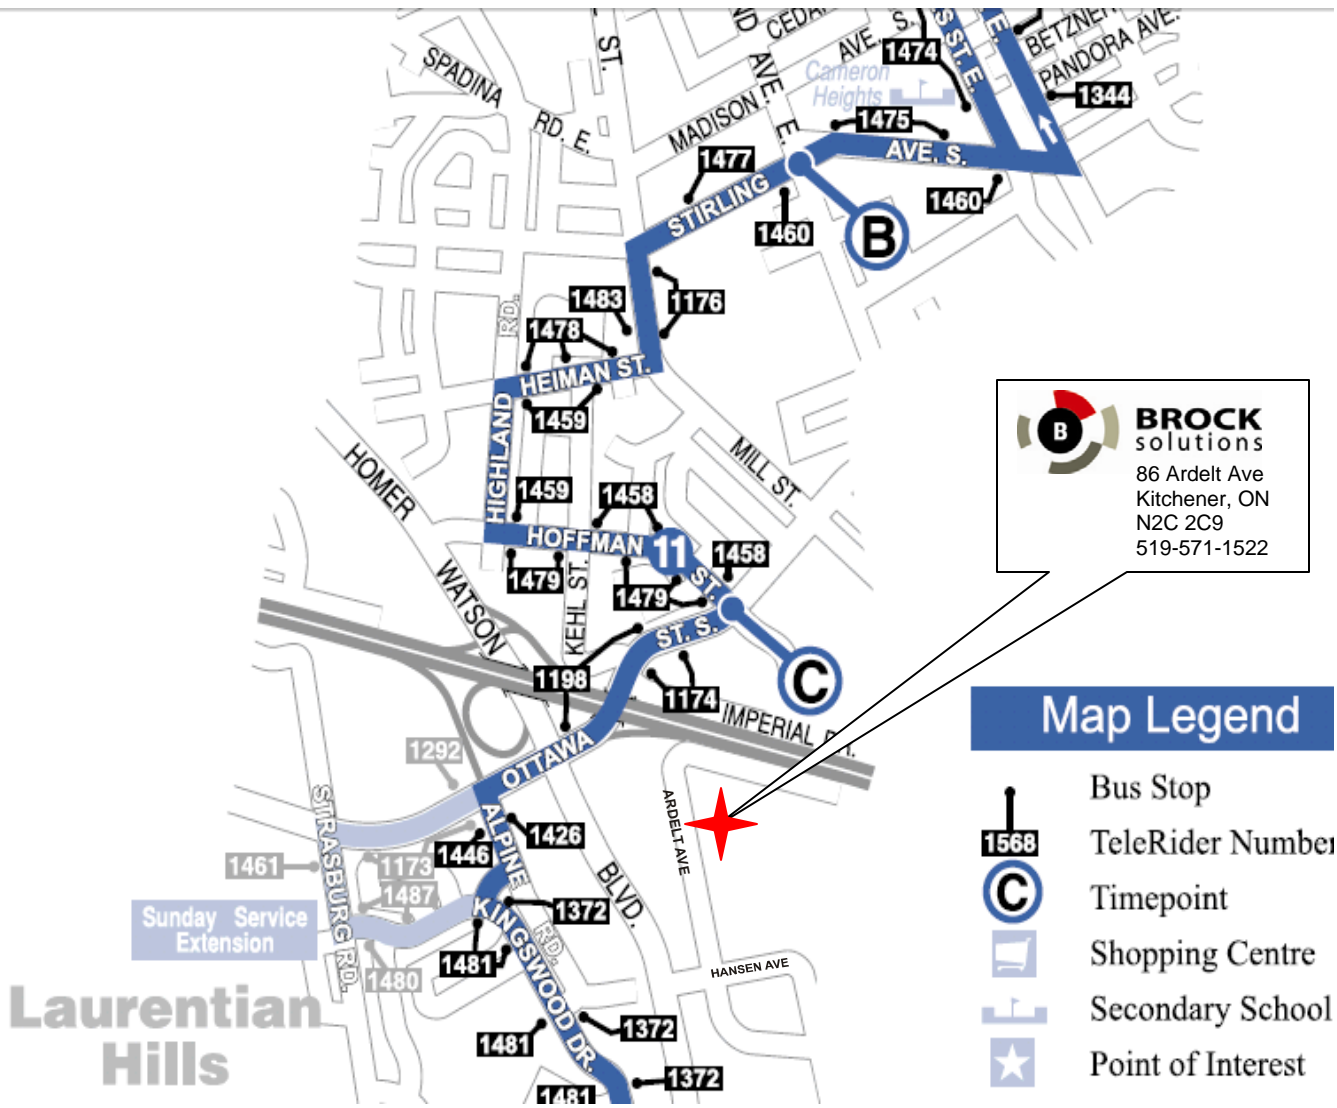 CEDAR
AVE. S.
ST. E.
E.
BETZNER
PANDORA AVE.
ST.
ND AVE. E.
1474
Cameron
Heights
1344
SPADINA
RD. E.
MADISON
1475
AVE. S.
1477
STIRLING
1460
1460
B
RD.
1483
1176
1478
HEIMAN ST.
1459
HIGHLAND
MILL ST.
BROCK
solutions
86 Ardelt Ave
Kitchener, ON
N2C 2C9
519-571-1522
HOMER
WATSON
1459
1458
HOFFMAN
11
ST.
1458
1479
KEHL ST.
1479
ST. S.
1198
1174
C
IMPERIAL DR.
1292
OTTAWA
ARDELT AVE
STRASBURG RD.
ALPINE
RD.
1426
1446
1461
1173
1487
BLVD.
KINGSWOOD DR.
1372
Sunday Service
Extension
1481
1480
HANSEN AVE
Laurentian
Hills
1372
1481
1372
1481
Map Legend
Bus Stop
1568
TeleRider Number
C
Timepoint
Shopping Centre
Secondary School
Point of Interest